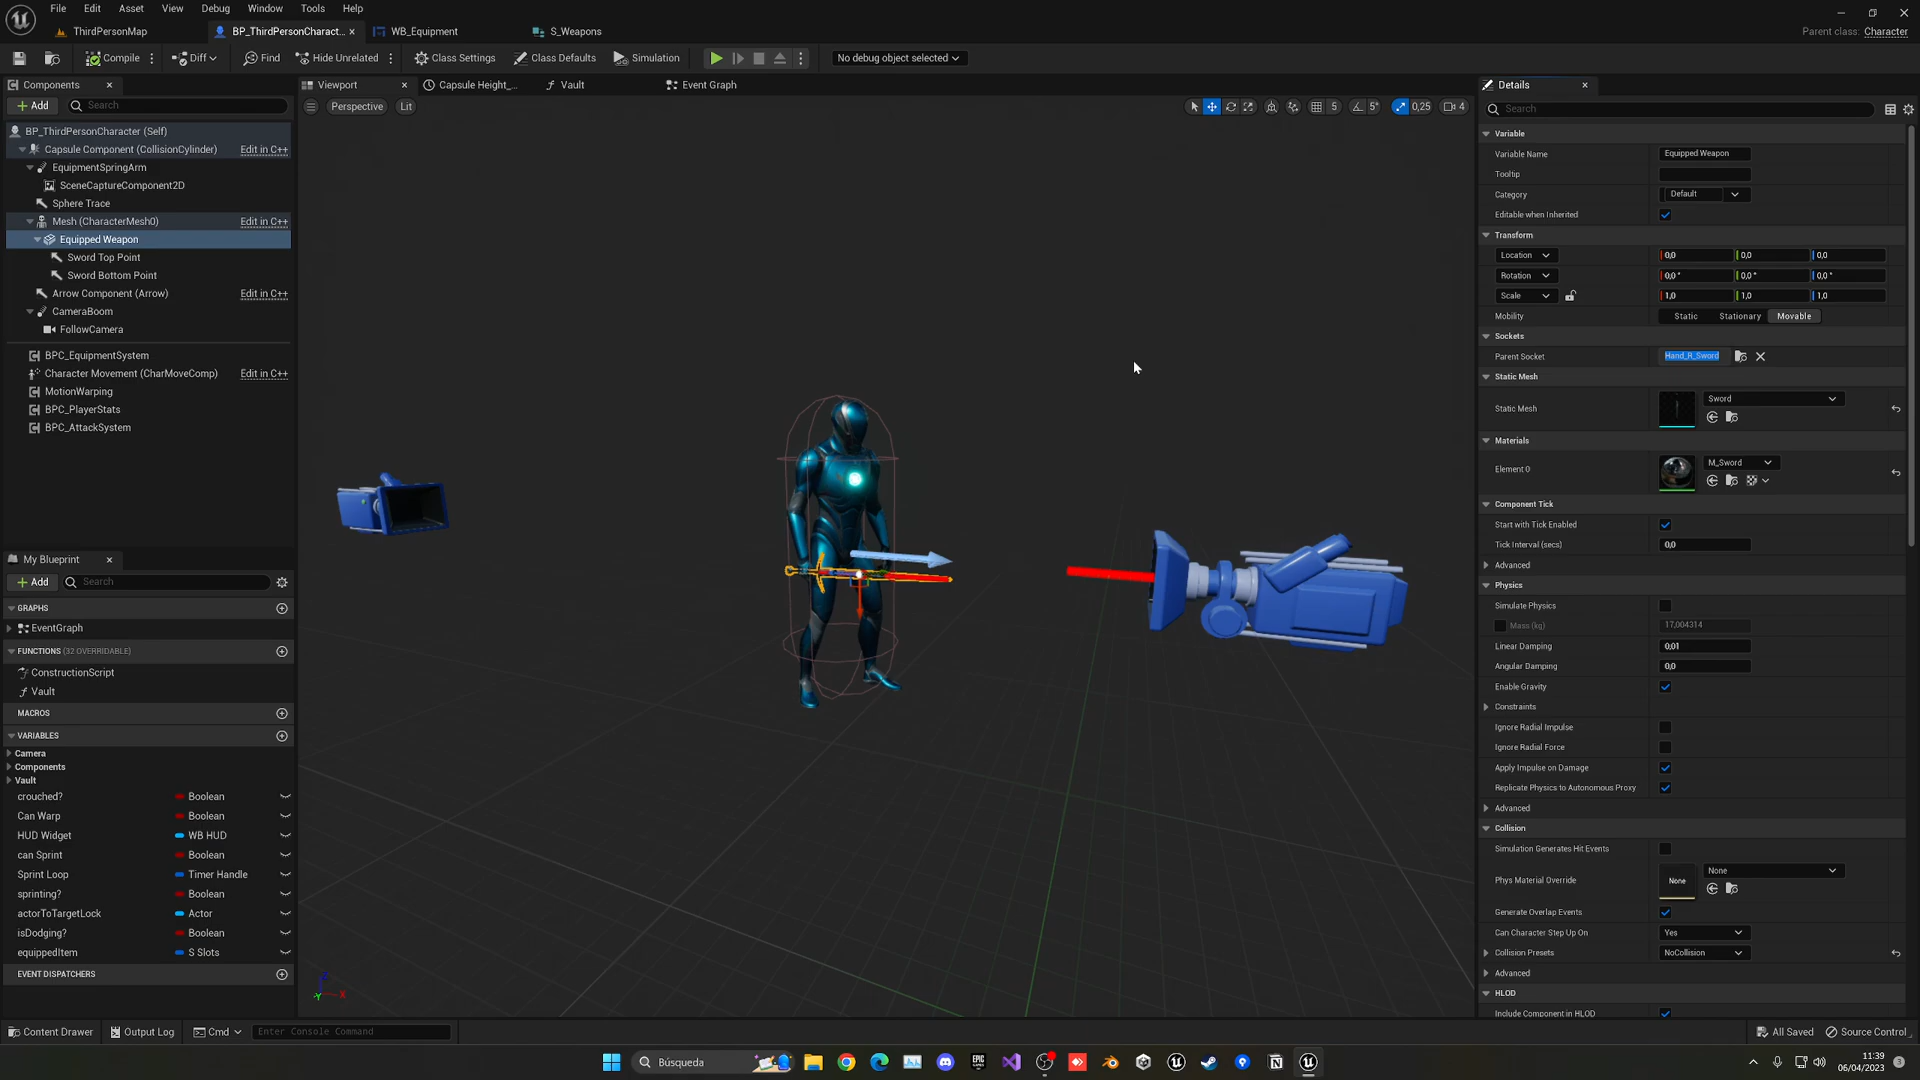 File Edit Asset View Debug Window Tools Help
ThirdPersonMap BP_ThirdPersonCharact... WB_Equipment S_Weapons
Parent class: Character
Compile Diff Find Hide Unrelated Class Settings Class Defaults Simulation No debug object selected
Components
Add Search
BP_ThirdPersonCharacter (Self)
Capsule Component (CollisionCylinder) Edit in C++
EquipmentSpringArm
SceneCaptureComponent2D
Sphere Trace
Mesh (CharacterMesh0) Edit in C++
Equipped Weapon
Sword Top Point
Sword Bottom Point
Arrow Component (Arrow) Edit in C++
CameraBoom
FollowCamera
BPC_EquipmentSystem
Character Movement (CharMoveComp) Edit in C++
MotionWarping
BPC_PlayerStats
BPC_AttackSystem
My Blueprint
Add Search
GRAPHS
EventGraph
FUNCTIONS (32 OVERRIDABLE)
ConstructionScript
Vault
MACROS
VARIABLES
Camera
Components
Vault
crouched? Boolean
Can Warp Boolean
HUD Widget WB HUD
can Sprint Boolean
Sprint Loop Timer Handle
sprinting? Boolean
actorToTargetLock Actor
isDodging? Boolean
equippedItem S Slots
EVENT DISPATCHERS
Viewport Capsule Height_... Vault Event Graph
Perspective Lit
5 5° 0,25 4
Z
Y X
Details
Search
Variable
Variable Name Equipped Weapon
Tooltip
Category Default
Editable when Inherited
Transform
Location 0,0 0,0 0,0
Rotation 0,0 ° 0,0 ° 0,0 °
Scale 1,0 1,0 1,0
Mobility Static Stationary Movable
Sockets
Parent Socket Hand_R_Sword
Static Mesh
Static Mesh Sword
Materials
Element 0 M_Sword
Component Tick
Start with Tick Enabled
Tick Interval (secs) 0,0
Advanced
Physics
Simulate Physics
Mass (kg) 17,004314
Linear Damping 0,01
Angular Damping 0,0
Enable Gravity
Constraints
Ignore Radial Impulse
Ignore Radial Force
Apply Impulse on Damage
Replicate Physics to Autonomous Proxy
Advanced
Collision
Simulation Generates Hit Events
Phys Material Override None None
Generate Overlap Events
Can Character Step Up On Yes
Collision Presets NoCollision
Advanced
HLOD
Include Component in HLOD
Content Drawer Output Log Cmd Enter Console Command All Saved Source Control
Búsqueda
11:39
06/04/2023
3